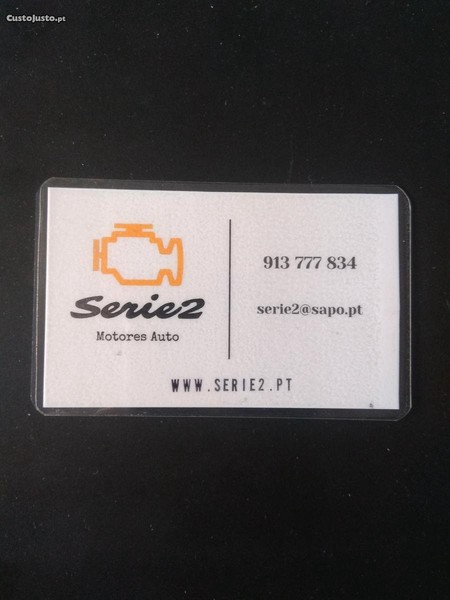 CustoJusto.pt
Serie2
Motores Auto
913 777 834
serie2@sapo.pt
WWW.SERIE2.PT